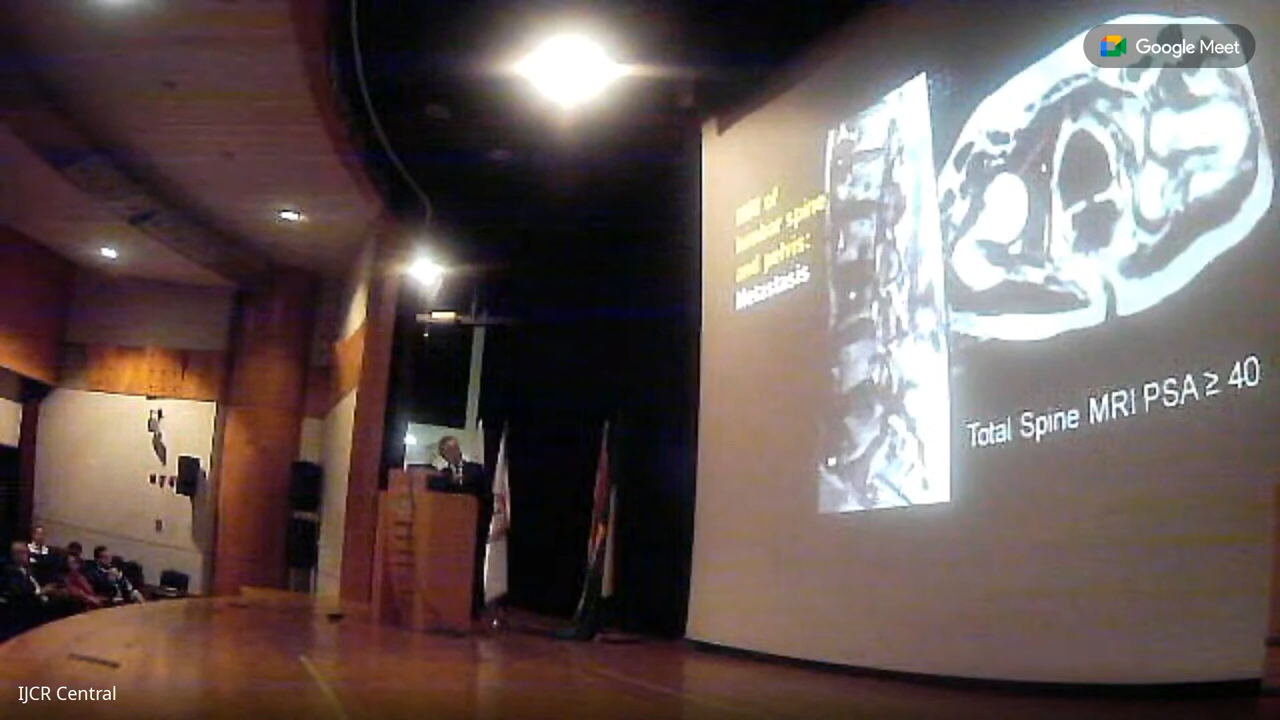 Google Meet
MRI of
lumbar spine
and pelvis:
Metastasis
Total Spine MRI PSA ≥ 40
IJCR Central